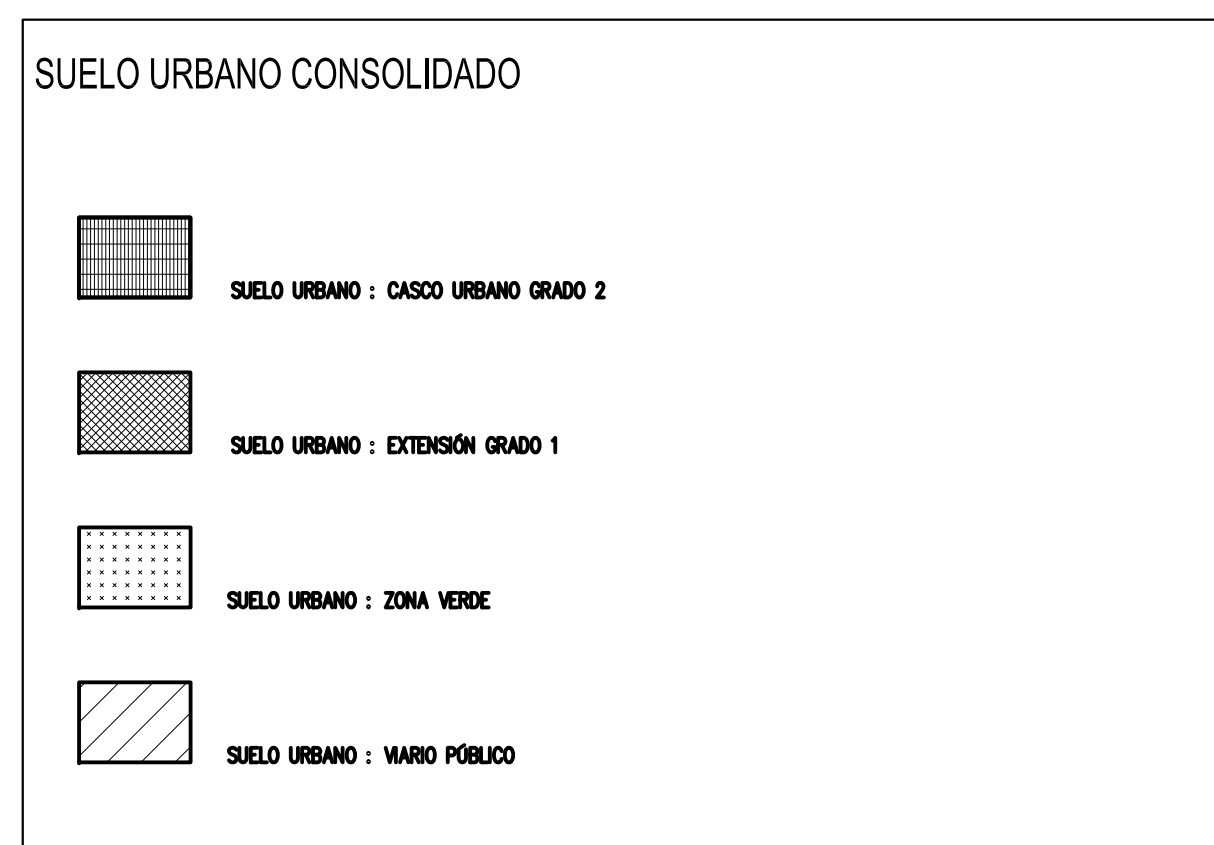 SUELO URBANO CONSOLIDADO
SUELO URBANO : CASCO URBANO GRADO 2
SUELO URBANO : EXTENSIÓN GRADO 1
SUELO URBANO : ZONA VERDE
SUELO URBANO : VIARIO PÚBLICO